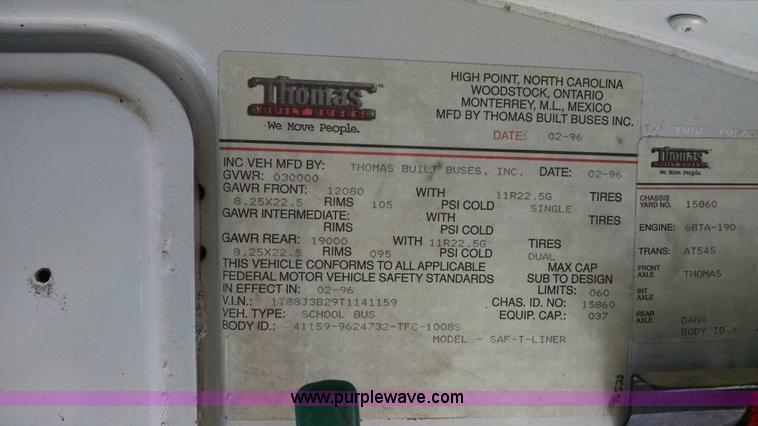 Thomas
BUILT BUSES
We Move People.
HIGH POINT, NORTH CAROLINA
WOODSTOCK, ONTARIO
MONTERREY, M.L., MEXICO
MFD BY THOMAS BUILT BUSES INC.
DATE: 02-96
INC VEH MFD BY: THOMAS BUILT BUSES, INC. DATE: 02-96
GVWR: 030000
GAWR FRONT: 12080 WITH 11R22.5G TIRES
8.25X22.5 RIMS 105 PSI COLD SINGLE
GAWR INTERMEDIATE: WITH TIRES
RIMS PSI COLD
GAWR REAR: 19000 WITH 11R22.5G TIRES
8.25X22.5 RIMS 095 PSI COLD DUAL
THIS VEHICLE CONFORMS TO ALL APPLICABLE MAX CAP
FEDERAL MOTOR VEHICLE SAFETY STANDARDS SUB TO DESIGN
IN EFFECT IN: 02-96 LIMITS: 060
V.I.N.: 1T88J3B29T1141159 CHAS. ID. NO: 15860
VEH. TYPE: SCHOOL BUS EQUIP. CAP.: 037
BODY ID.: 41159-9624732-TFC-1008S
MODEL - SAF-T-LINER
Thomas
BUILT BUSES
CHASSIS
YARD NO. 15860
ENGINE: 6BTA-190
TRANS: AT545
FRONT
AXLE THOMAS
INT
AXLE
REAR
AXLE DANA
BODY ID.#
www.purplewave.com